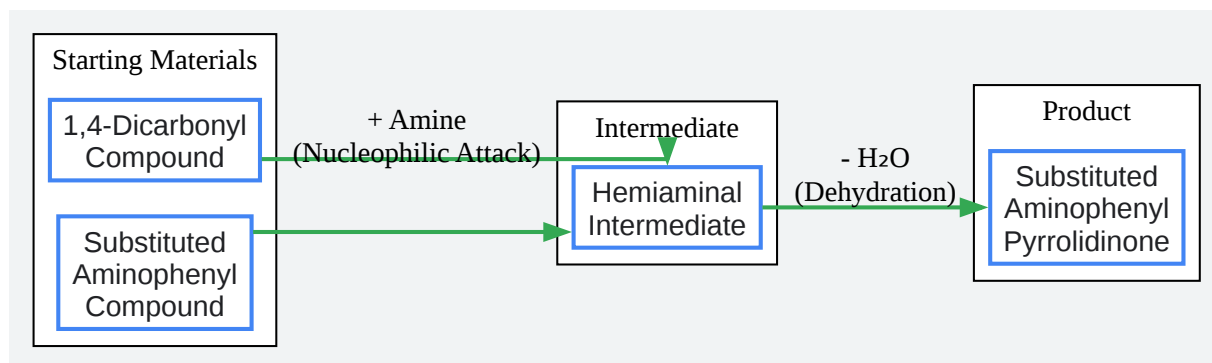 Starting Materials
1,4-Dicarbonyl
Compound
Substituted
Aminophenyl
Compound
+ Amine
(Nucleophilic Attack)
Intermediate
Hemiaminal
Intermediate
- H₂O
(Dehydration)
Product
Substituted
Aminophenyl
Pyrrolidinone